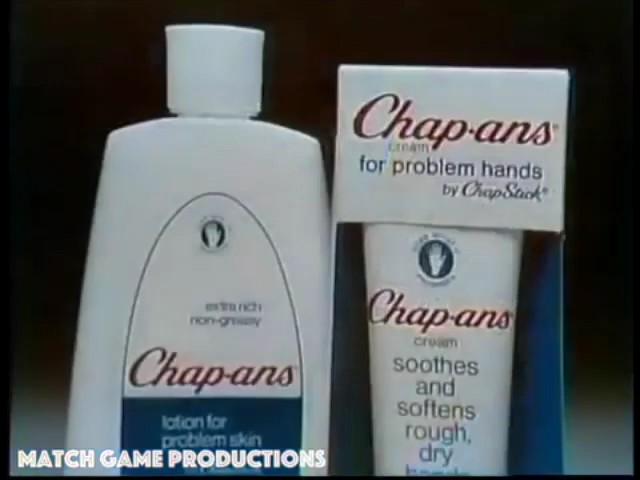 extra rich
non-greasy
Chap-ans
lotion for
problem skin
Chap-ans®
cream
for problem hands
by ChapStick®
Chap-ans
cream
soothes
and
softens
rough,
dry
hands
MATCH GAME PRODUCTIONS